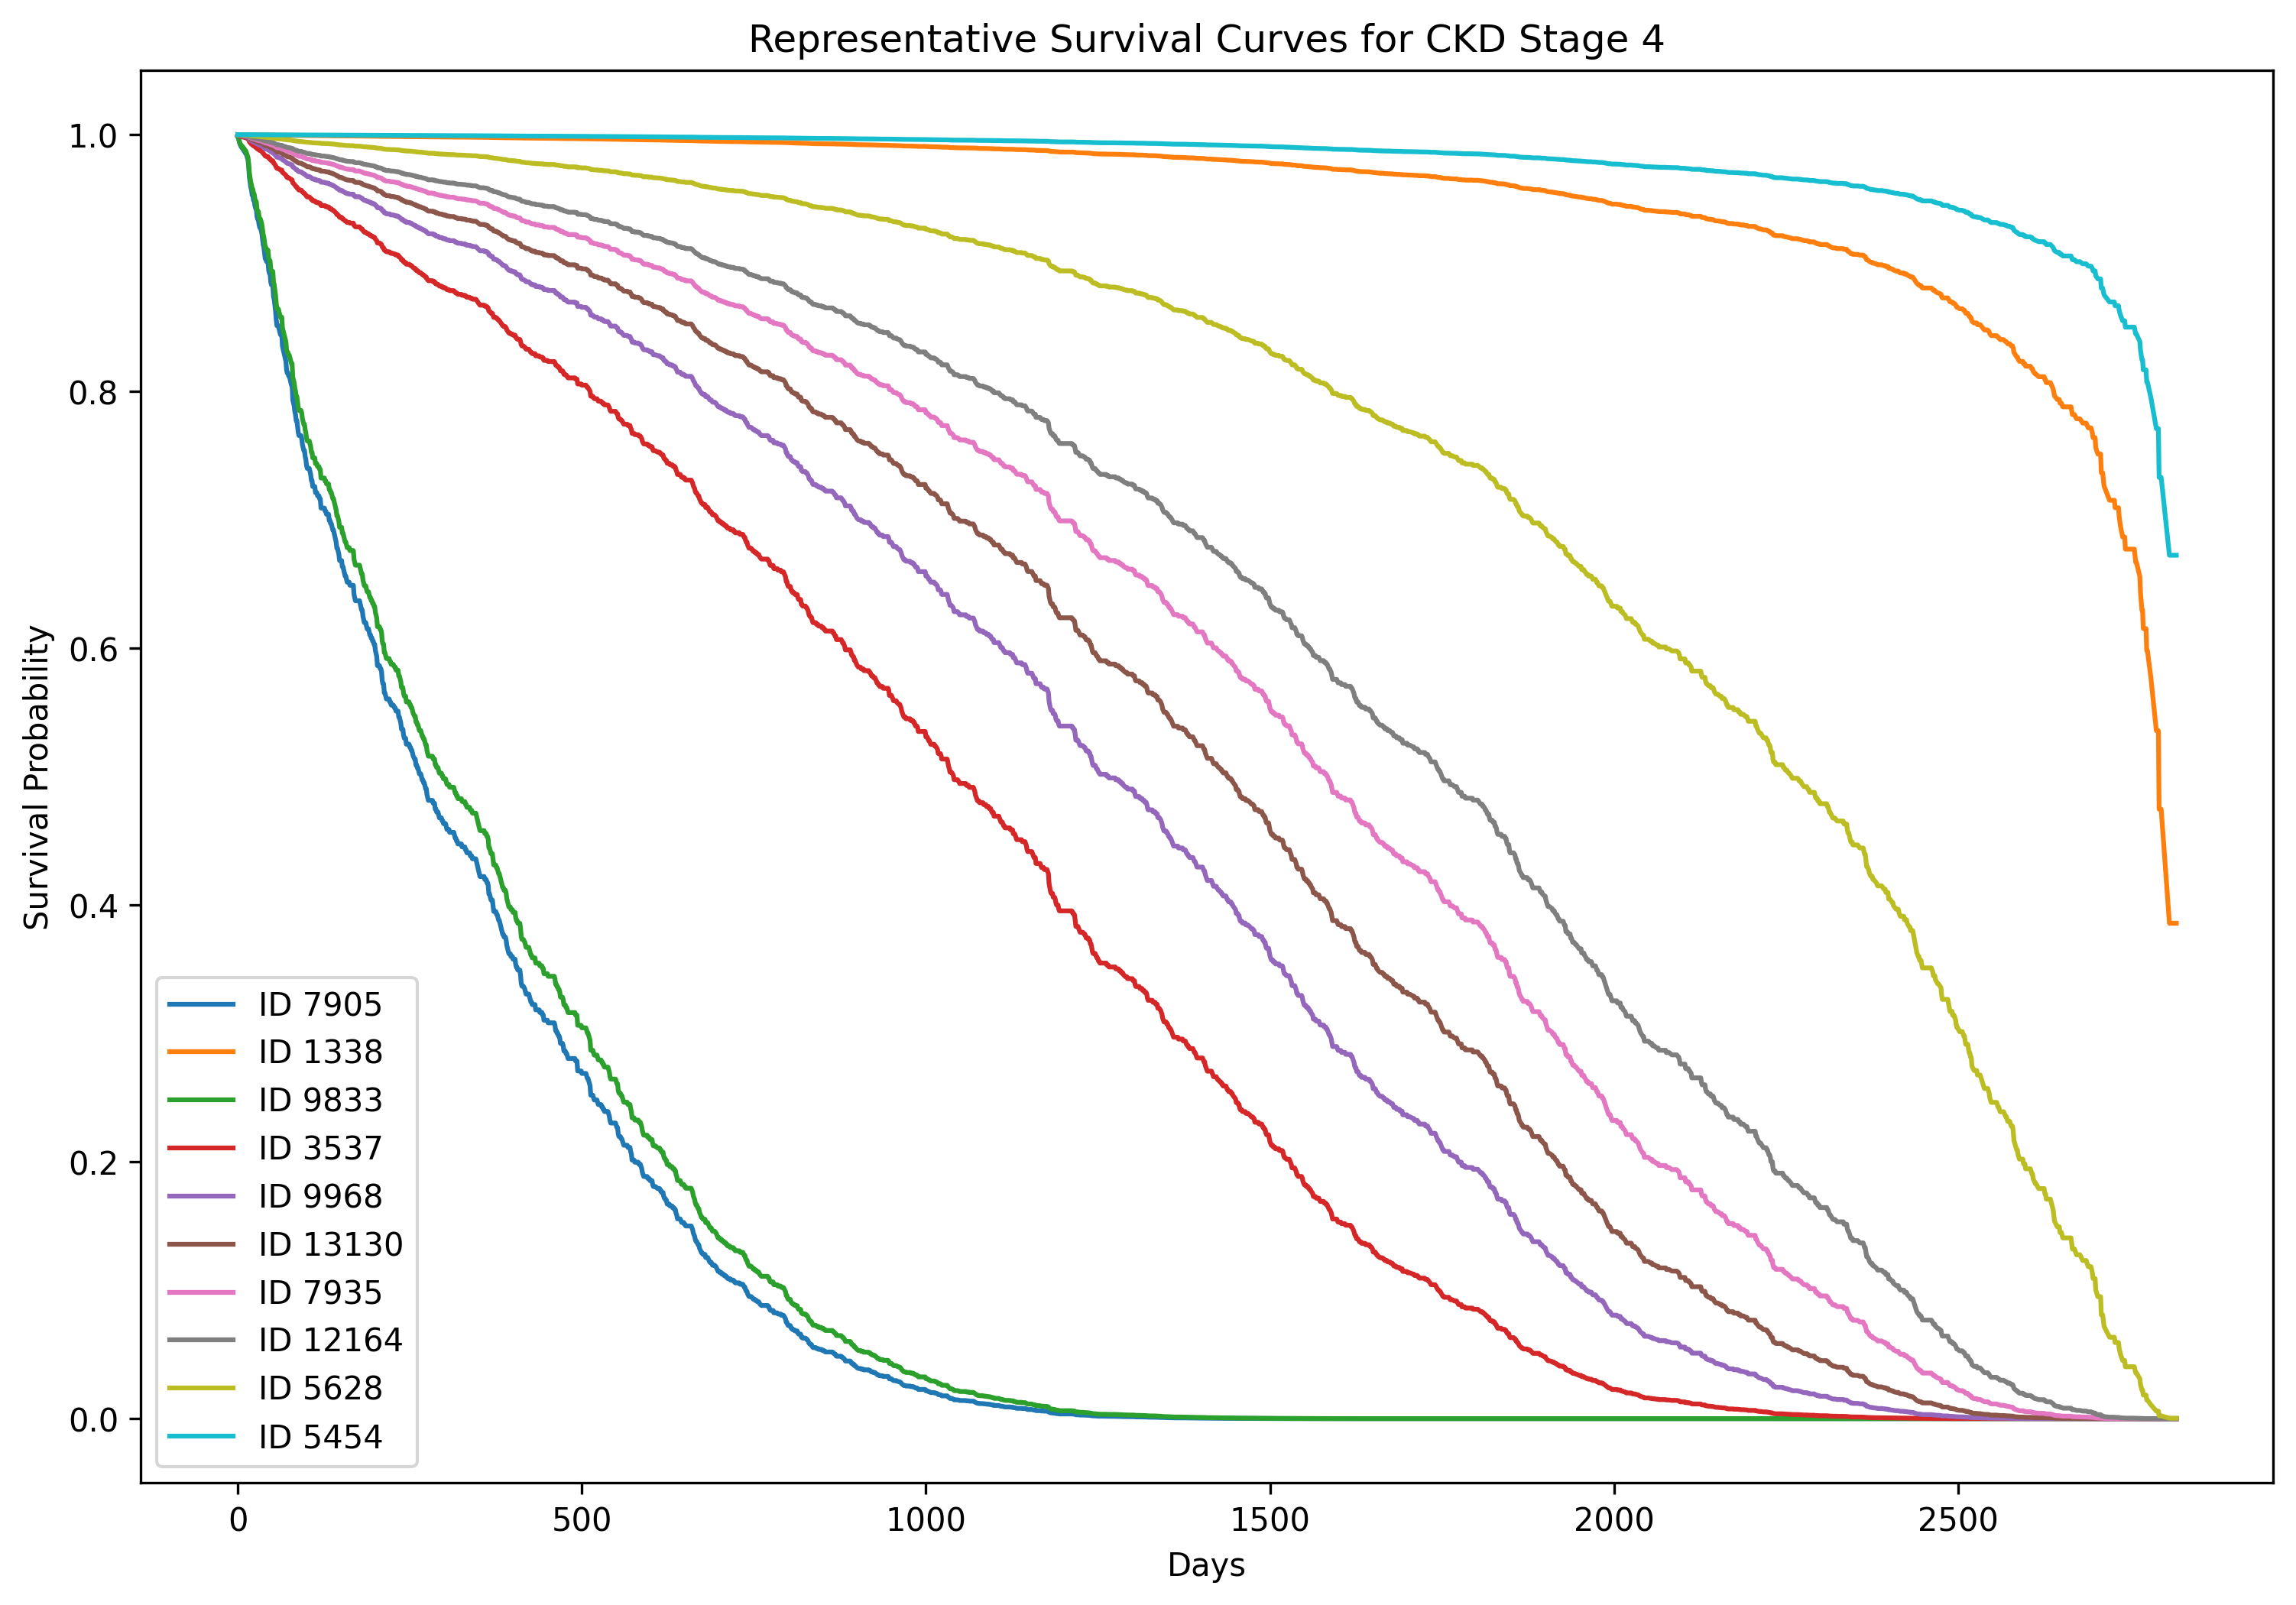 Representative Survival Curves for CKD Stage 4
Survival Probability
1.0
0.8
0.6
0.4
0.2
0.0
ID 7905
ID 1338
ID 9833
ID 3537
ID 9968
ID 13130
ID 7935
ID 12164
ID 5628
ID 5454
0 500 1000 1500 2000 2500
Days